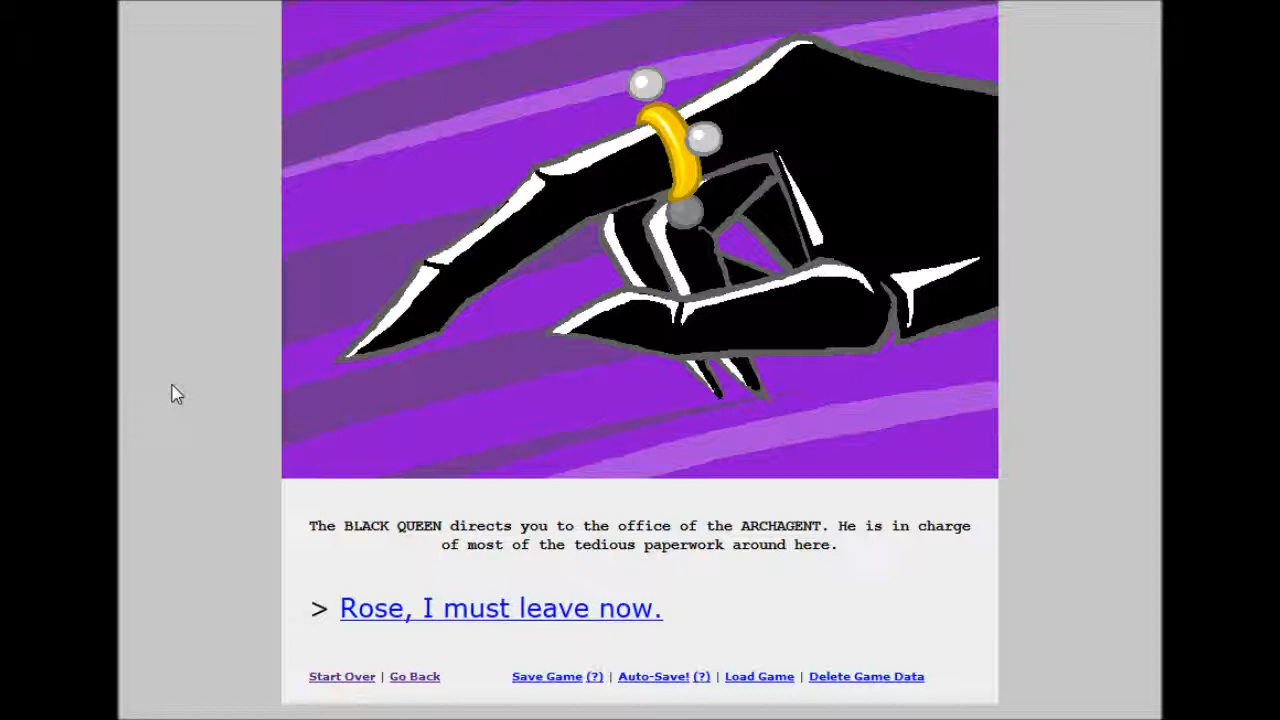 The BLACK QUEEN directs you to the office of the ARCHAGENT. He is in charge
of most of the tedious paperwork around here.
> Rose, I must leave now.
Start Over | Go Back Save Game (?) | Auto-Save! (?) | Load Game | Delete Game Data